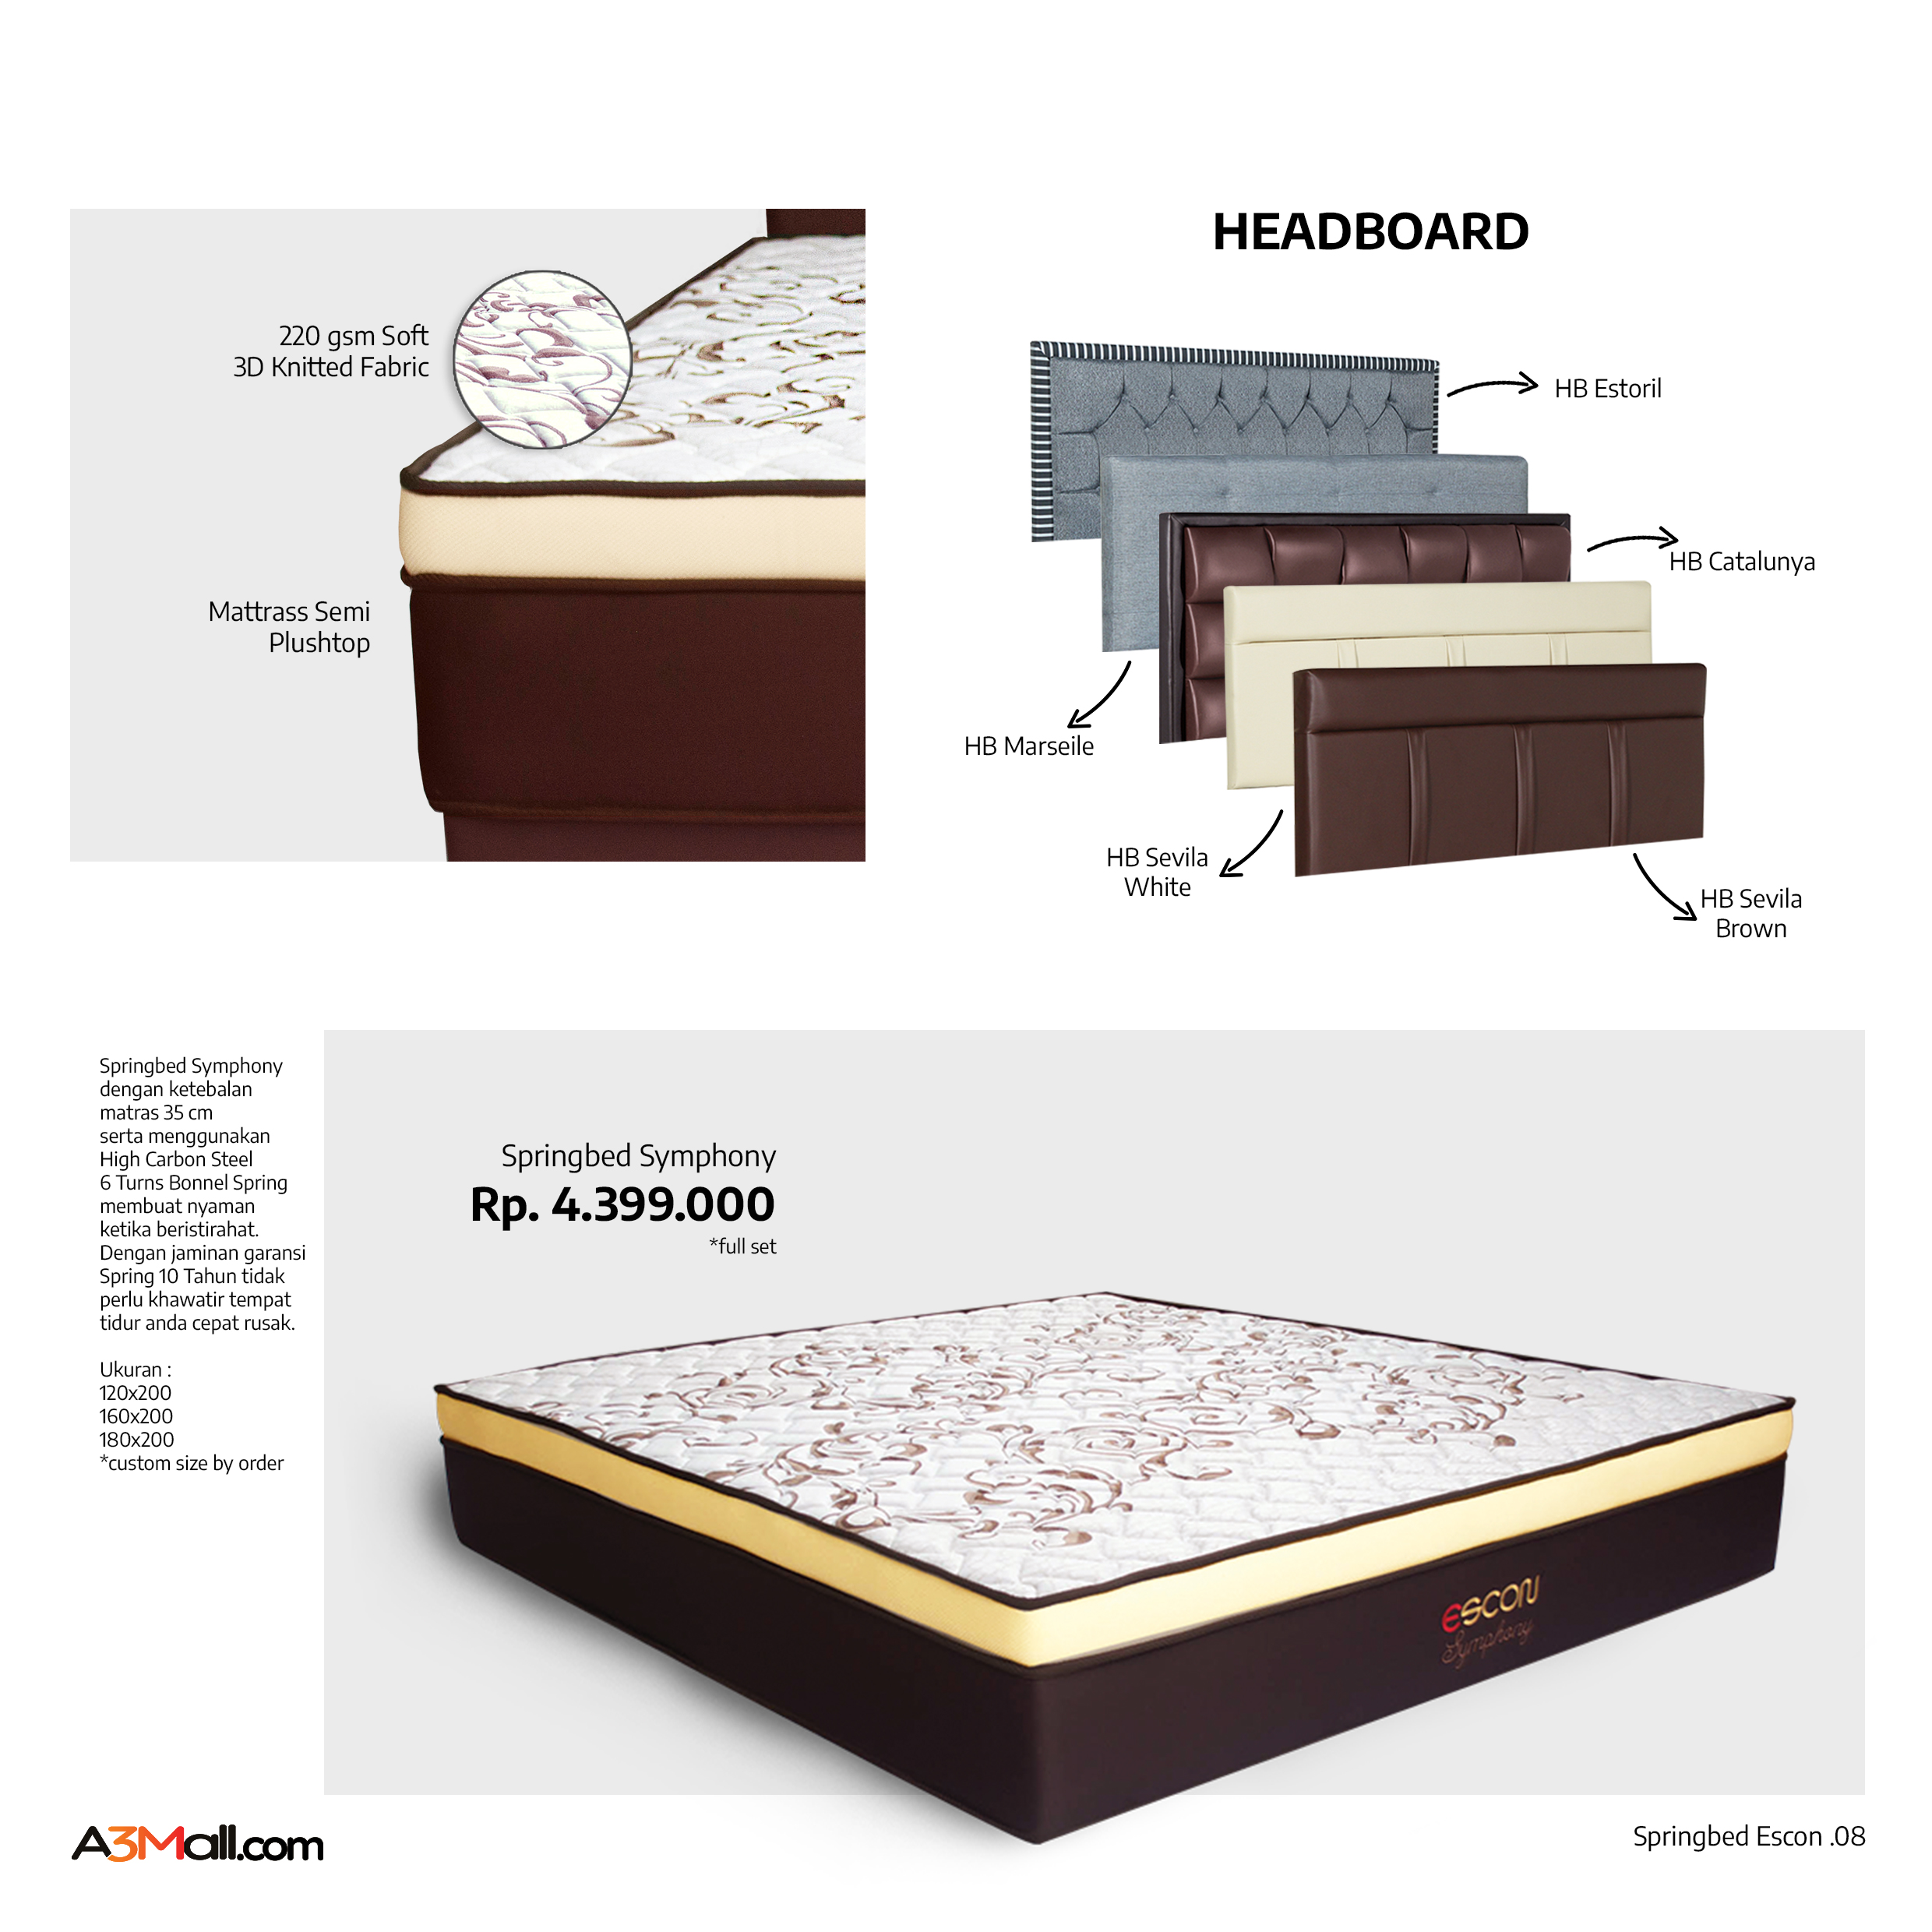 220 gsm Soft
3D Knitted Fabric
Mattrass Semi
Plushtop
HEADBOARD
HB Estoril
HB Catalunya
HB Marseile
HB Sevila
White
HB Sevila
Brown
Springbed Symphony
dengan ketebalan
matras 35 cm
serta menggunakan
High Carbon Steel
6 Turns Bonnel Spring
membuat nyaman
ketika beristirahat.
Dengan jaminan garansi
Spring 10 Tahun tidak
perlu khawatir tempat
tidur anda cepat rusak.
Ukuran :
120x200
160x200
180x200
*custom size by order
Springbed Symphony
Rp. 4.399.000
*full set
escon
Symphony
A3Mall.com
Springbed Escon .08